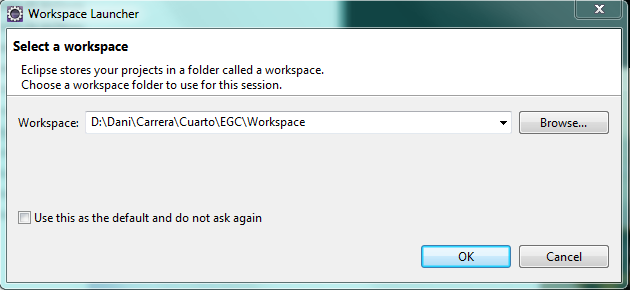 Workspace Launcher
Select a workspace
Eclipse stores your projects in a folder called a workspace.
Choose a workspace folder to use for this session.
Workspace: D:\Dani\Carrera\Cuarto\EGC\Workspace Browse...
Use this as the default and do not ask again
OK Cancel